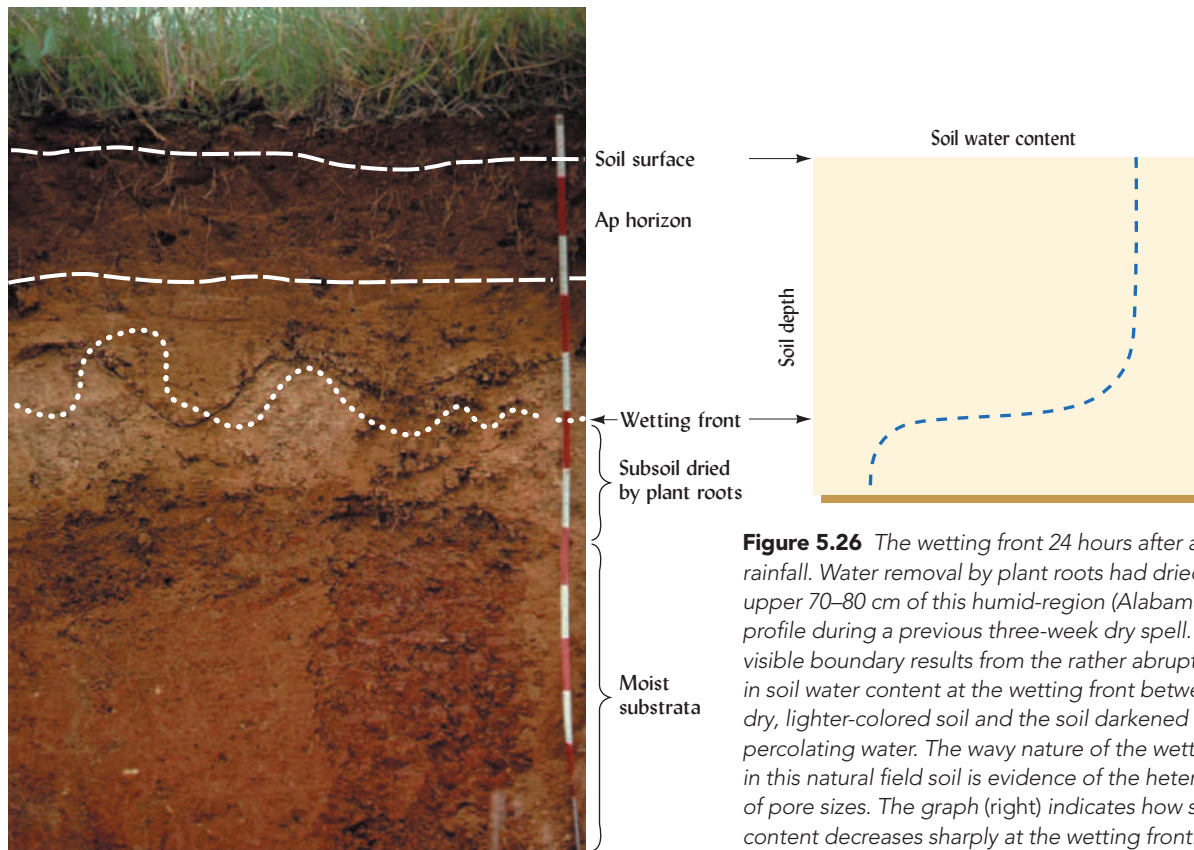 Soil surface
Ap horizon
Wetting front
Subsoil dried
by plant roots
Moist
substrata
Soil water content
Soil depth
Figure 5.26 The wetting front 24 hours after a
rainfall. Water removal by plant roots had dried
upper 70–80 cm of this humid-region (Alabam
profile during a previous three-week dry spell.
visible boundary results from the rather abrupt
in soil water content at the wetting front betwe
dry, lighter-colored soil and the soil darkened
percolating water. The wavy nature of the wett
in this natural field soil is evidence of the heter
of pore sizes. The graph (right) indicates how s
content decreases sharply at the wetting front.